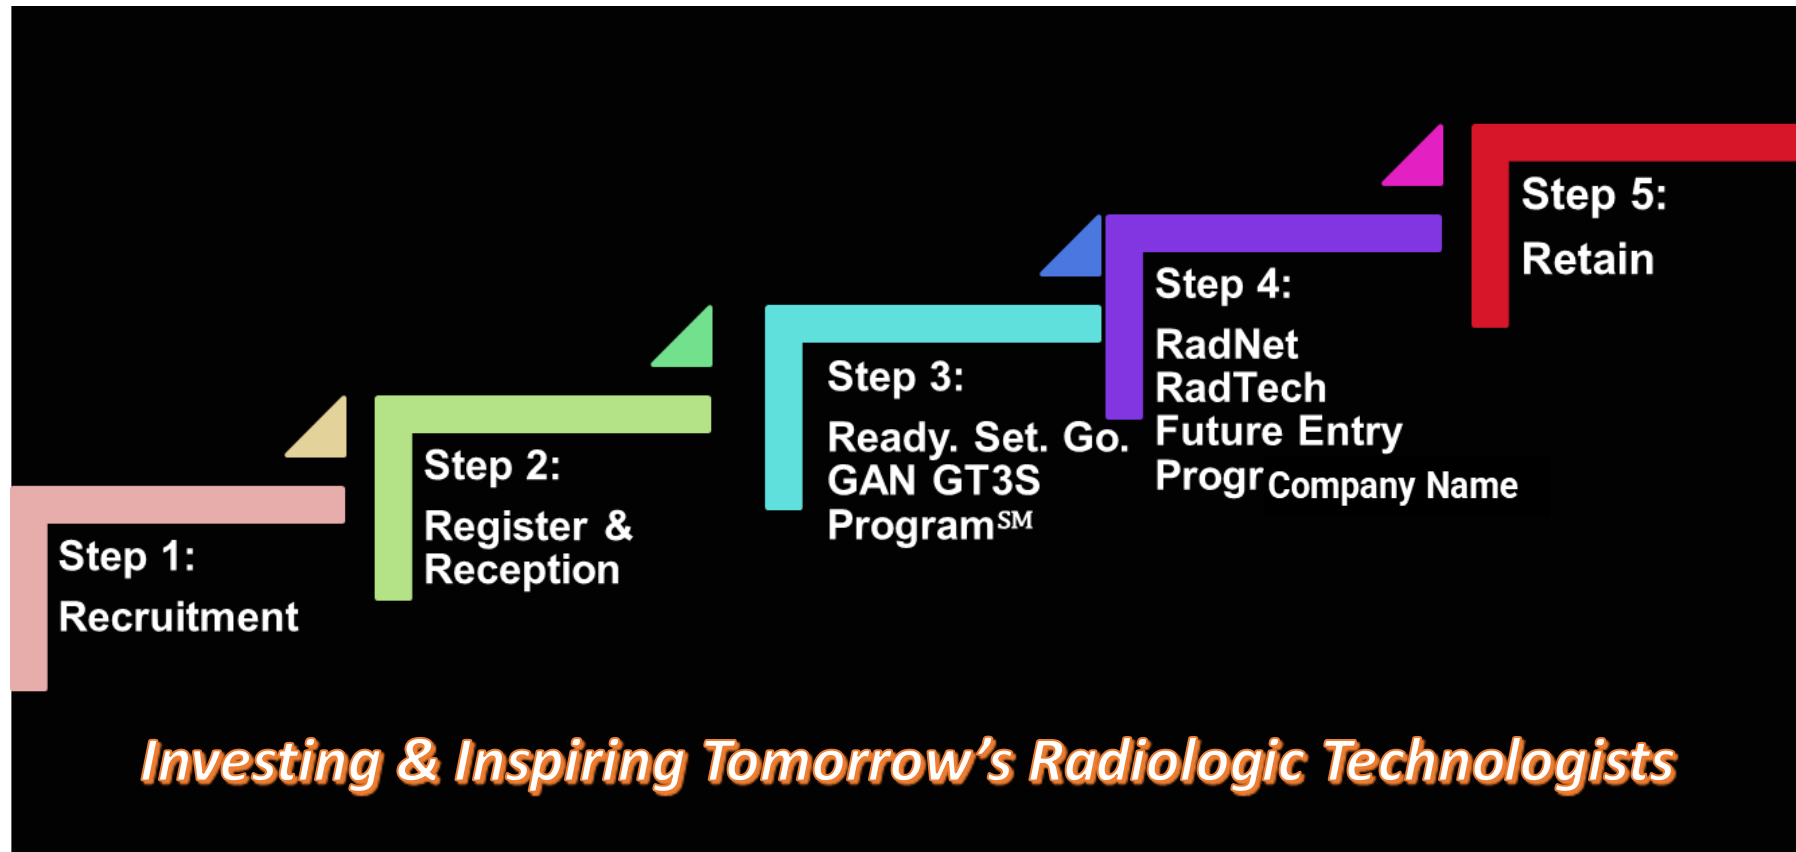 Step 1:
Recruitment
Step 2:
Register &
Reception
Step 3:
Ready. Set. Go.
GAN GT3S
Program℠
Step 4:
RadNet
RadTech
Future Entry
Progr
Company Name
Step 5:
Retain
Investing & Inspiring Tomorrow’s Radiologic Technologists